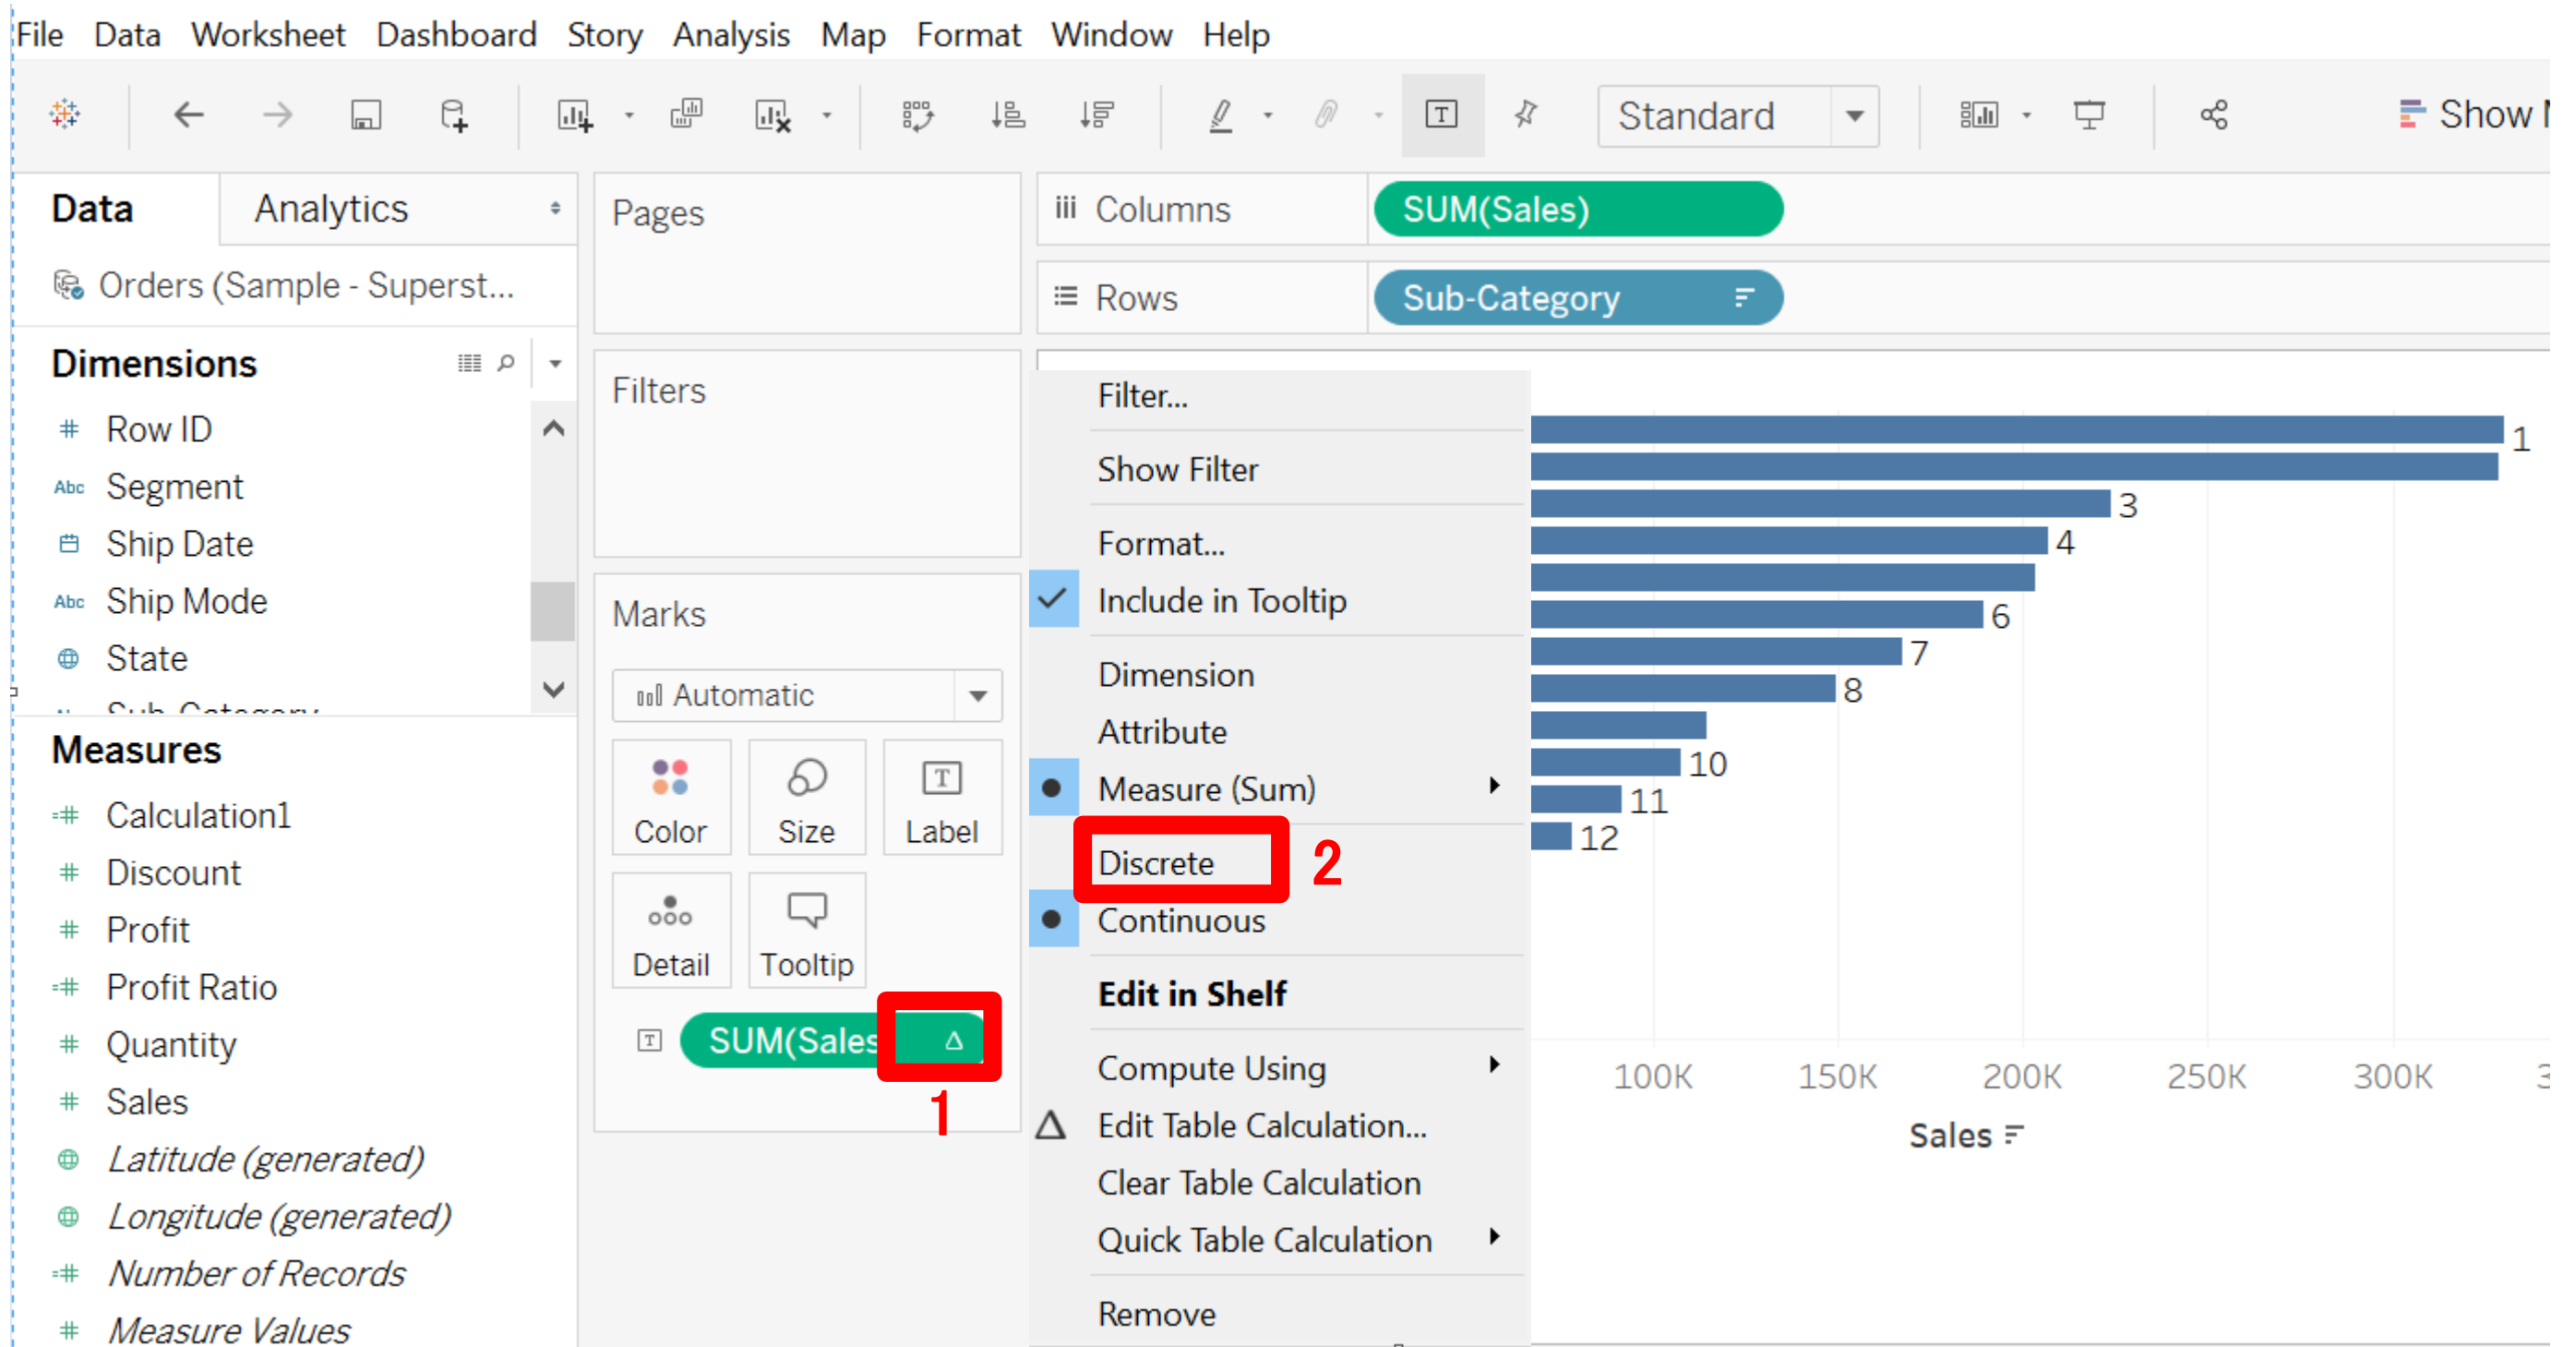 File Data Worksheet Dashboard Story Analysis Map Format Window Help
Standard
Show
Data Analytics
Orders (Sample - Superst...
Dimensions
# Row ID
Abc Segment
Ship Date
Abc Ship Mode
State
Sub-Category
Measures
=# Calculation1
# Discount
# Profit
=# Profit Ratio
# Quantity
# Sales
Latitude (generated)
Longitude (generated)
=# Number of Records
# Measure Values
Pages
Filters
Marks
Automatic
Color Size Label
Detail Tooltip
SUM(Sales Δ
1
Columns SUM(Sales)
Rows Sub-Category
Filter...
Show Filter
Format...
Include in Tooltip
Dimension
Attribute
Measure (Sum)
Discrete
2
Continuous
Edit in Shelf
Compute Using
Δ Edit Table Calculation...
Clear Table Calculation
Quick Table Calculation
Remove
1
3
4
6
7
8
10
11
12
100K 150K 200K 250K 300K
Sales